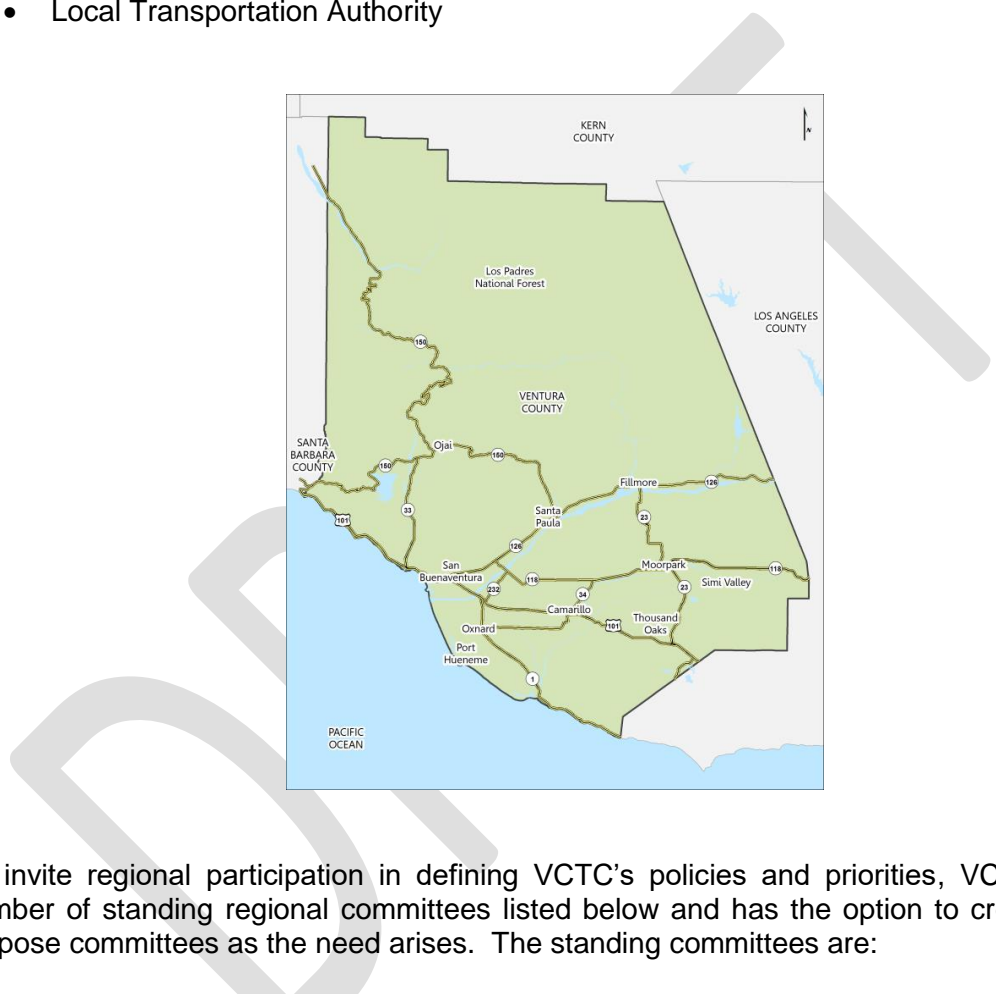 • Local Transportation Authority
KERN
COUNTY
N
Los Padres
National Forest
LOS ANGELES
COUNTY
150
VENTURA
COUNTY
SANTA
BARBARA
COUNTY
Ojai
150
150
Fillmore
126
101
33
Santa
Paula
23
126
San
Buenaventura
118
Moorpark
118
Simi Valley
232
34
23
Camarillo
Oxnard
101
Thousand
Oaks
Port
Hueneme
1
PACIFIC
OCEAN
invite regional participation in defining VCTC’s policies and priorities, VC
mber of standing regional committees listed below and has the option to cr
pose committees as the need arises. The standing committees are: